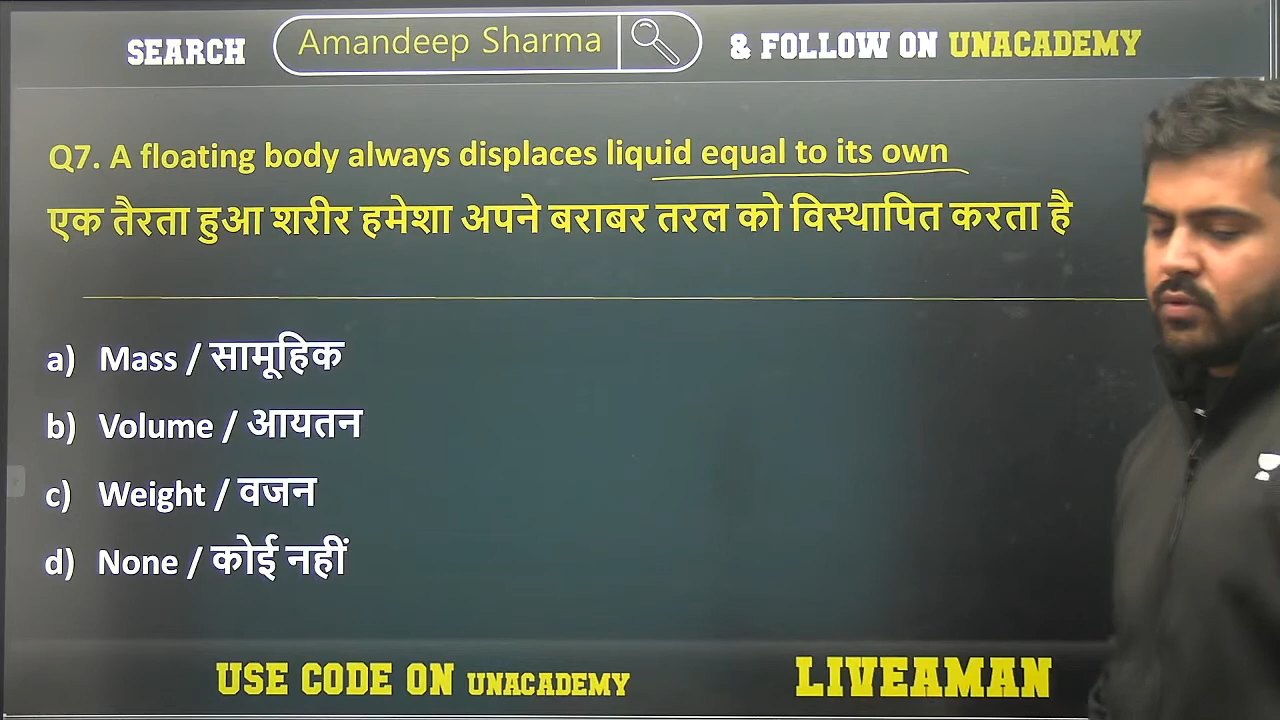 SEARCH Amandeep Sharma & FOLLOW ON UNACADEMY
Q7. A floating body always displaces liquid equal to its own
एक तैरता हुआ शरीर हमेशा अपने बराबर तरल को विस्थापित करता है
a) Mass / सामूहिक
b) Volume / आयतन
c) Weight / वजन
d) None / कोई नहीं
USE CODE ON UNACADEMY LIVEAMAN